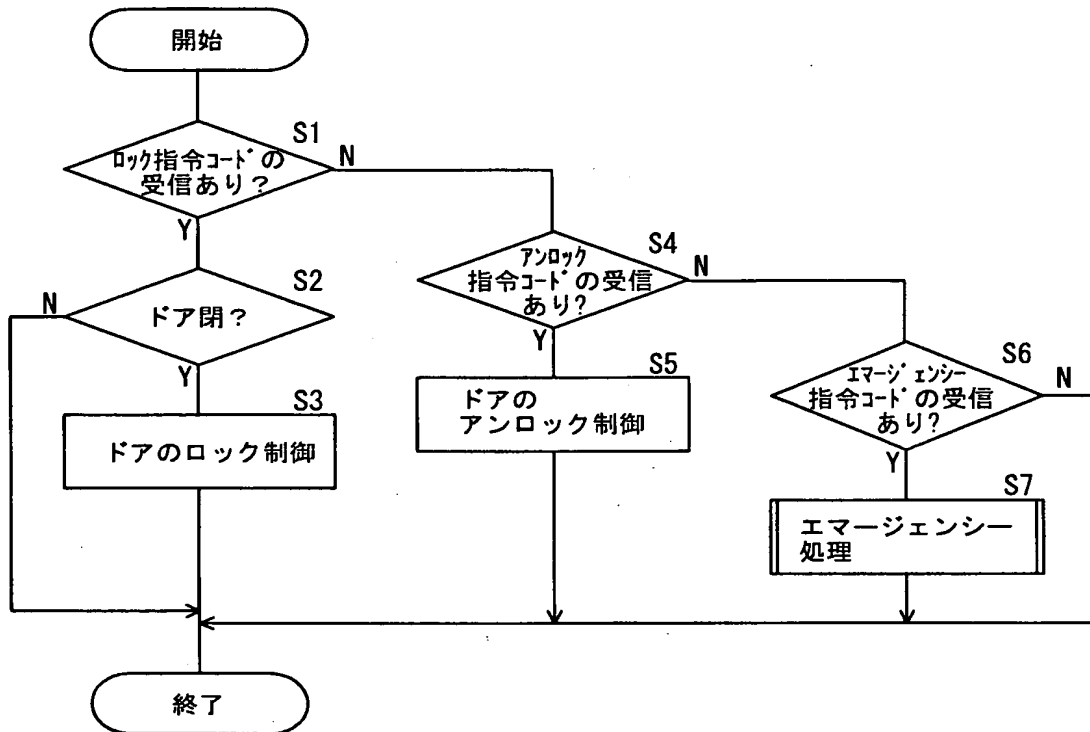 開始
S1
ロック指令コードの
受信あり?
N
Y
S2
N
ドア閉?
Y
S3
ドアのロック制御
S4
アンロック
指令コードの受信
あり?
N
Y
S5
ドアの
アンロック制御
S6
エマージェンシー
指令コードの受信
あり?
N
Y
S7
エマージェンシー
処理
終了